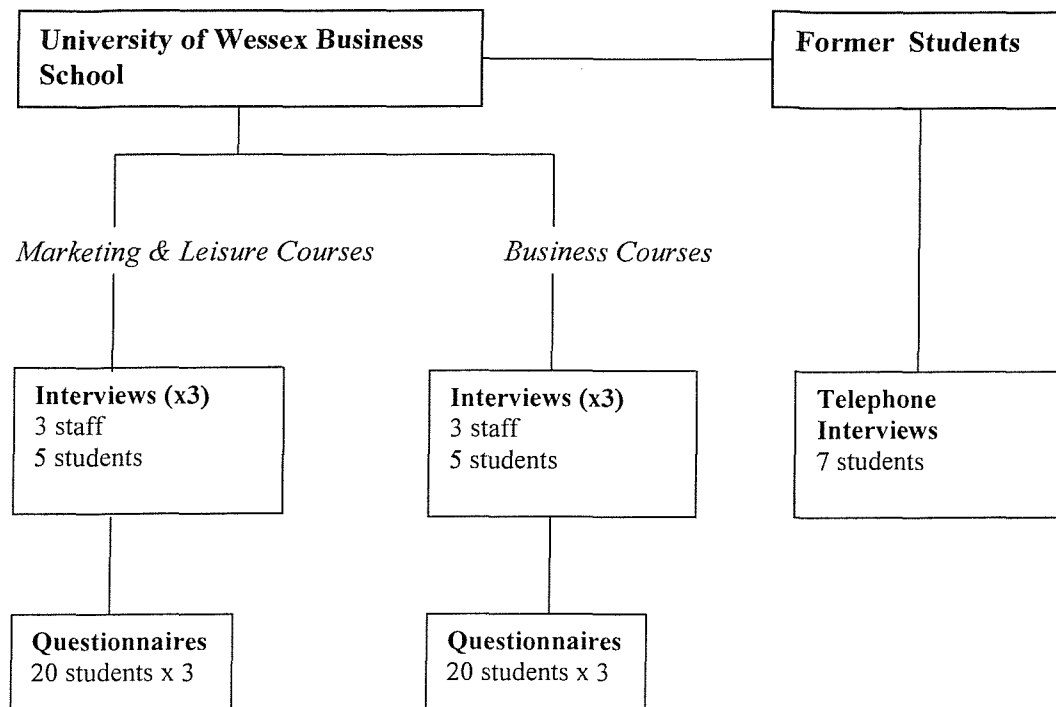 University of Wessex Business
School
Former Students
Marketing & Leisure Courses
Business Courses
Interviews (x3)
3 staff
5 students
Interviews (x3)
3 staff
5 students
Telephone
Interviews
7 students
Questionnaires
20 students x 3
Questionnaires
20 students x 3